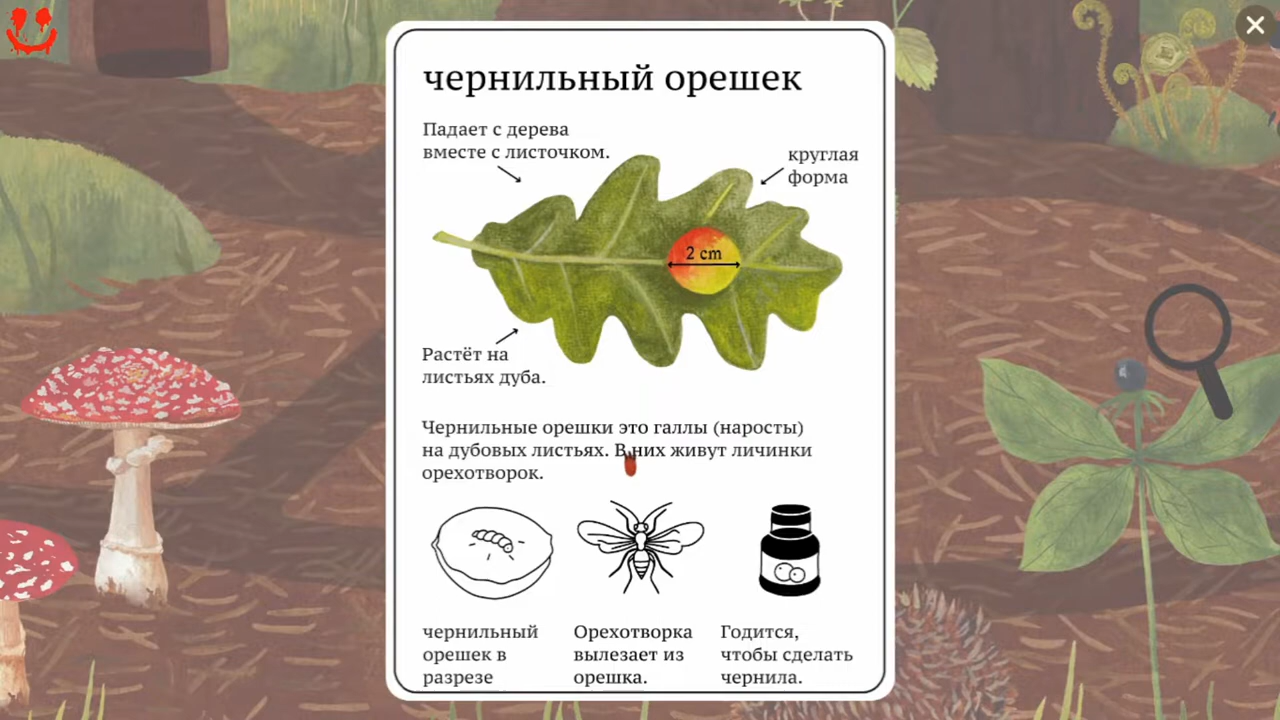 чернильный орешек
Падает с дерева
вместе с листочком.
круглая
форма
2 cm
Растёт на
листьях дуба.
Чернильные орешки это галлы (наросты)
на дубовых листьях. В них живут личинки
орехотворок.
чернильный
орешек в
разрезе
Орехотворка
вылезает из
орешка.
Годится,
чтобы сделать
чернила.